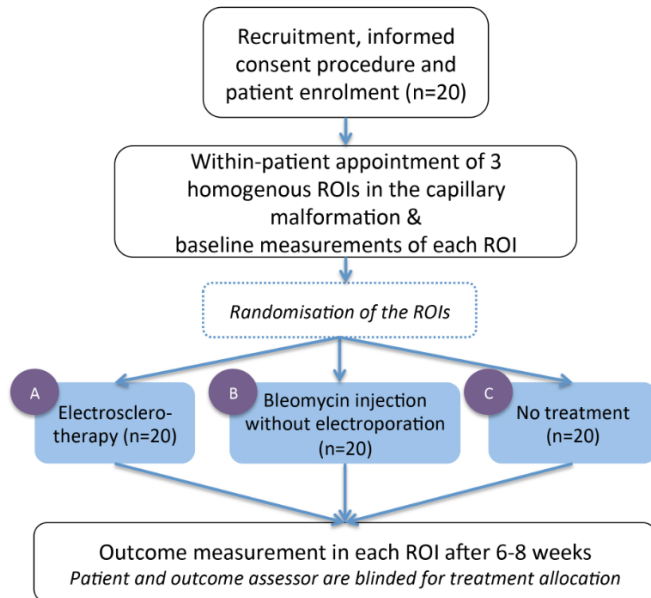 Recruitment, informed
consent procedure and
patient enrolment (n=20)
Within-patient appointment of 3
homogenous ROIs in the capillary
malformation &
baseline measurements of each ROI
Randomisation of the ROIs
A
Electrosclero-
therapy (n=20)
B
Bleomycin injection
without electroporation
(n=20)
C
No treatment
(n=20)
Outcome measurement in each ROI after 6-8 weeks
Patient and outcome assessor are blinded for treatment allocation